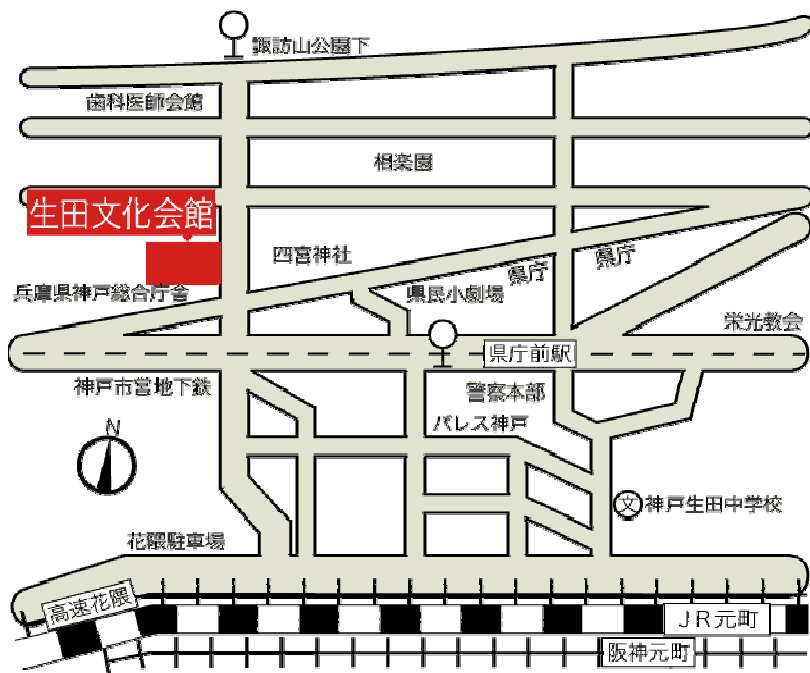 諏訪山公園下
歯科医師会館
相楽園
生田文化会館
四宮神社
県庁
県庁
兵庫県神戸総合庁舎
県民小劇場
栄光教会
県庁前駅
神戸市営地下鉄
警察本部
パレス神戸
N
文
神戸生田中学校
花隈駐車場
高速花隈
JR元町
阪神元町